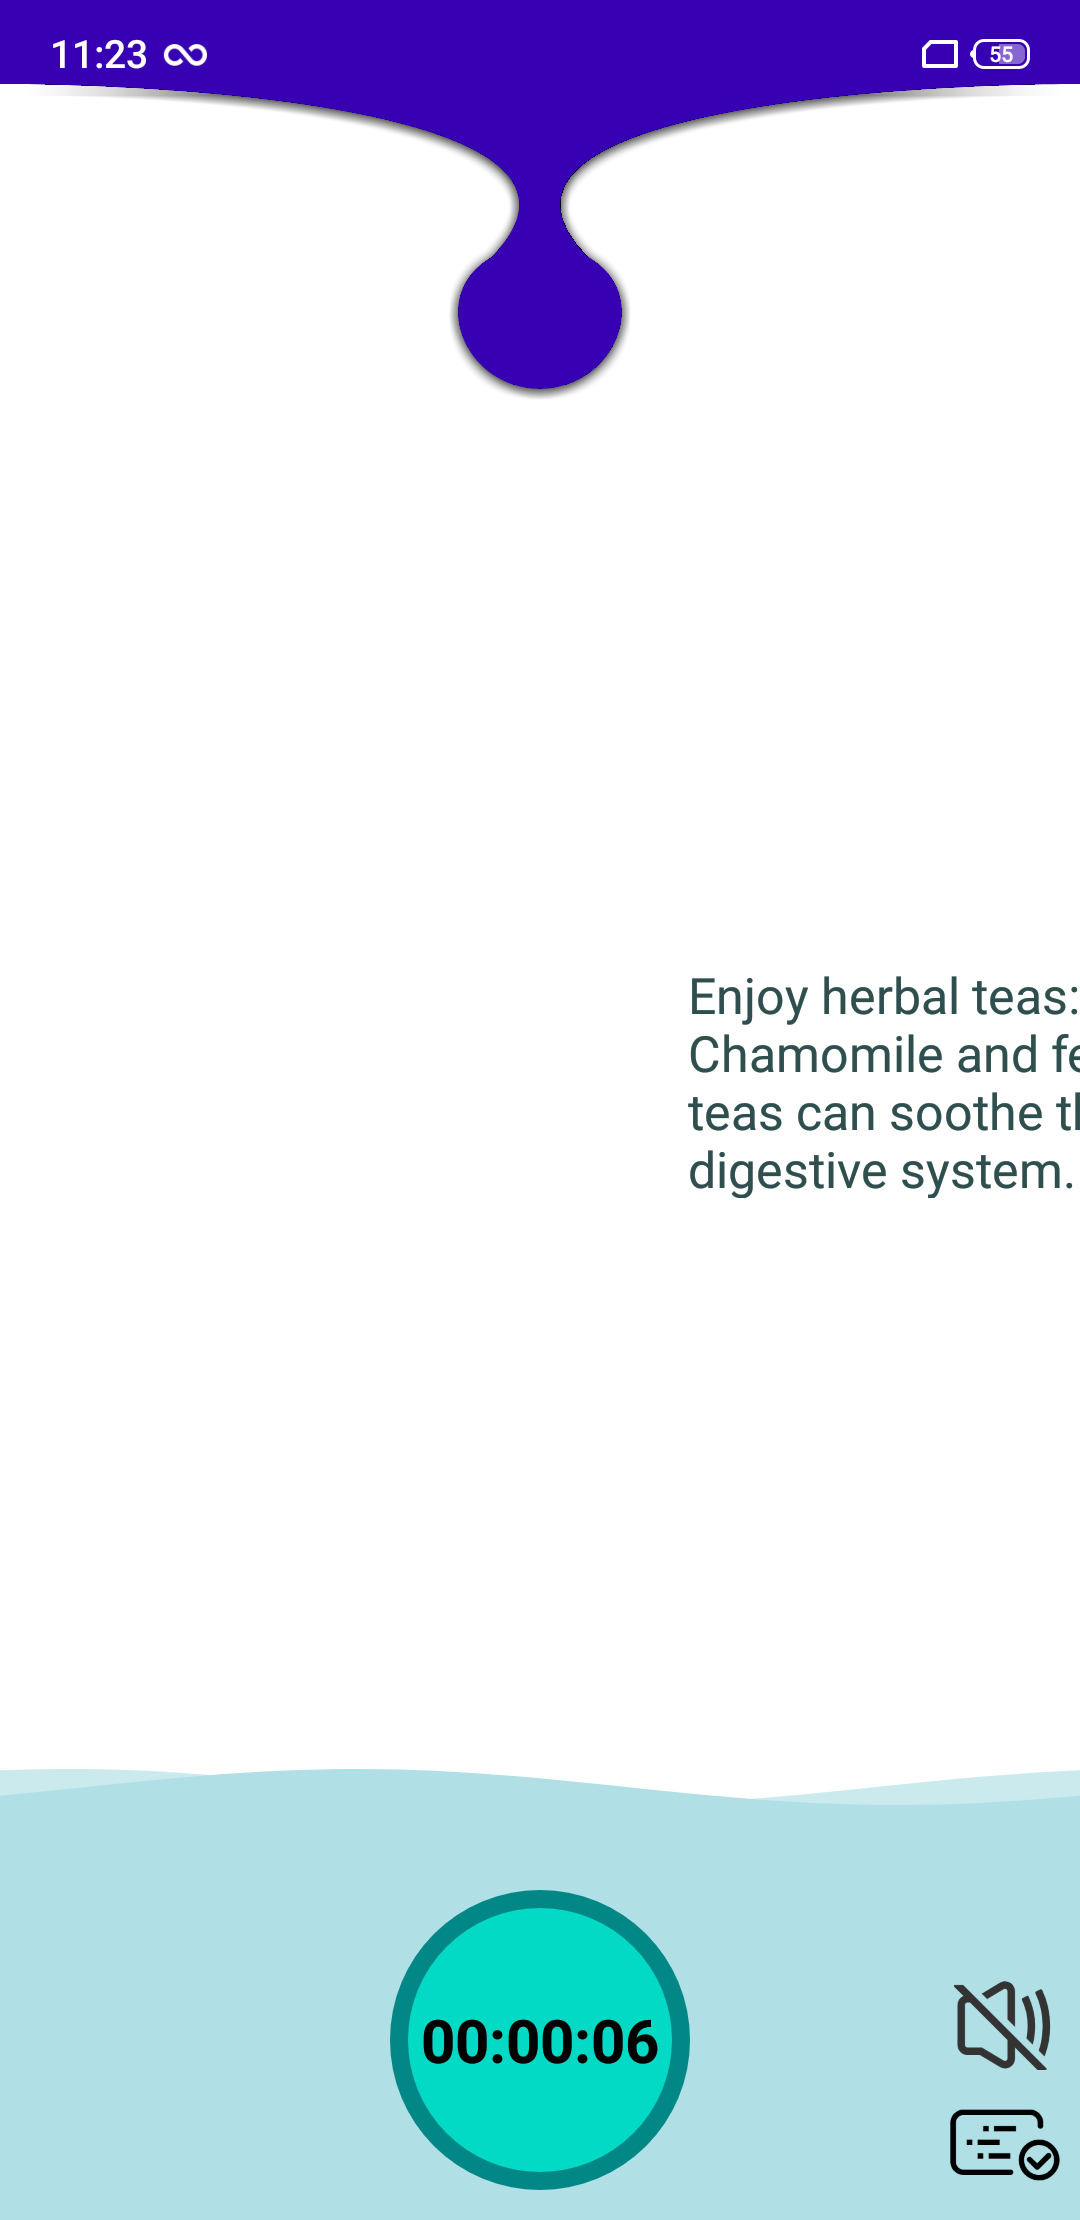 11:23
55
Enjoy herbal teas:
Chamomile and
teas can soothe
digestive system.
00:00:06